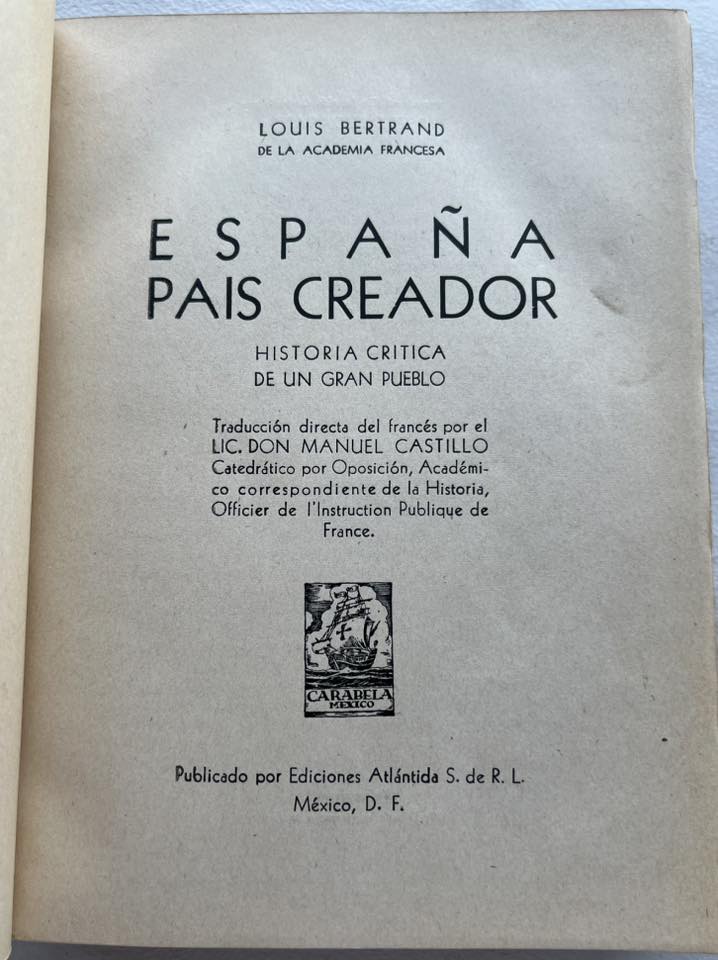 LOUIS BERTRAND
DE LA ACADEMIA FRANCESA
ESPAÑA
PAIS CREADOR
HISTORIA CRITICA
DE UN GRAN PUEBLO
Traducción directa del francés por el
LIC. DON MANUEL CASTILLO
Catedrático por Oposición, Académi-
co correspondiente de la Historia,
Officier de l'Instruction Publique de
France.
CARABELA
MEXICO
Publicado por Ediciones Atlántida S. de R. L.
México, D. F.